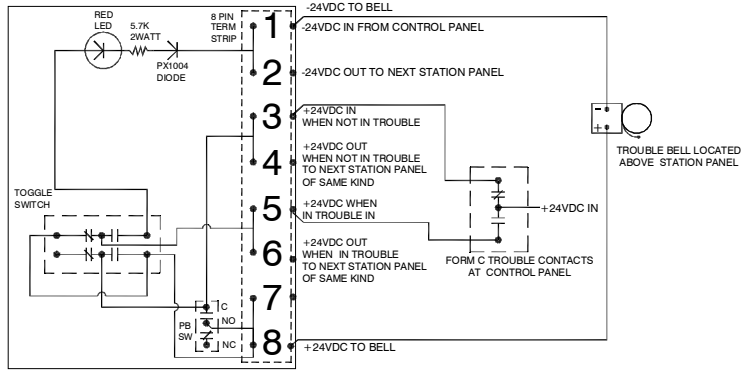 RED
LED
5.7K
2WATT
PX1004
DIODE
8 PIN
TERM
STRIP
TOGGLE
SWITCH
PB
SW
C
NO
NC
1
2
3
4
5
6
7
8
-24VDC TO BELL
-24VDC IN FROM CONTROL PANEL
-24VDC OUT TO NEXT STATION PANEL
+24VDC IN
WHEN NOT IN TROUBLE
+24VDC OUT
WHEN NOT IN TROUBLE
TO NEXT STATION PANEL
OF SAME KIND
+24VDC WHEN
IN TROUBLE IN
+24VDC OUT
WHEN IN TROUBLE
TO NEXT STATION PANEL
OF SAME KIND
+24VDC TO BELL
+24VDC IN
FORM C TROUBLE CONTACTS
AT CONTROL PANEL
-
+
TROUBLE BELL LOCATED
ABOVE STATION PANEL